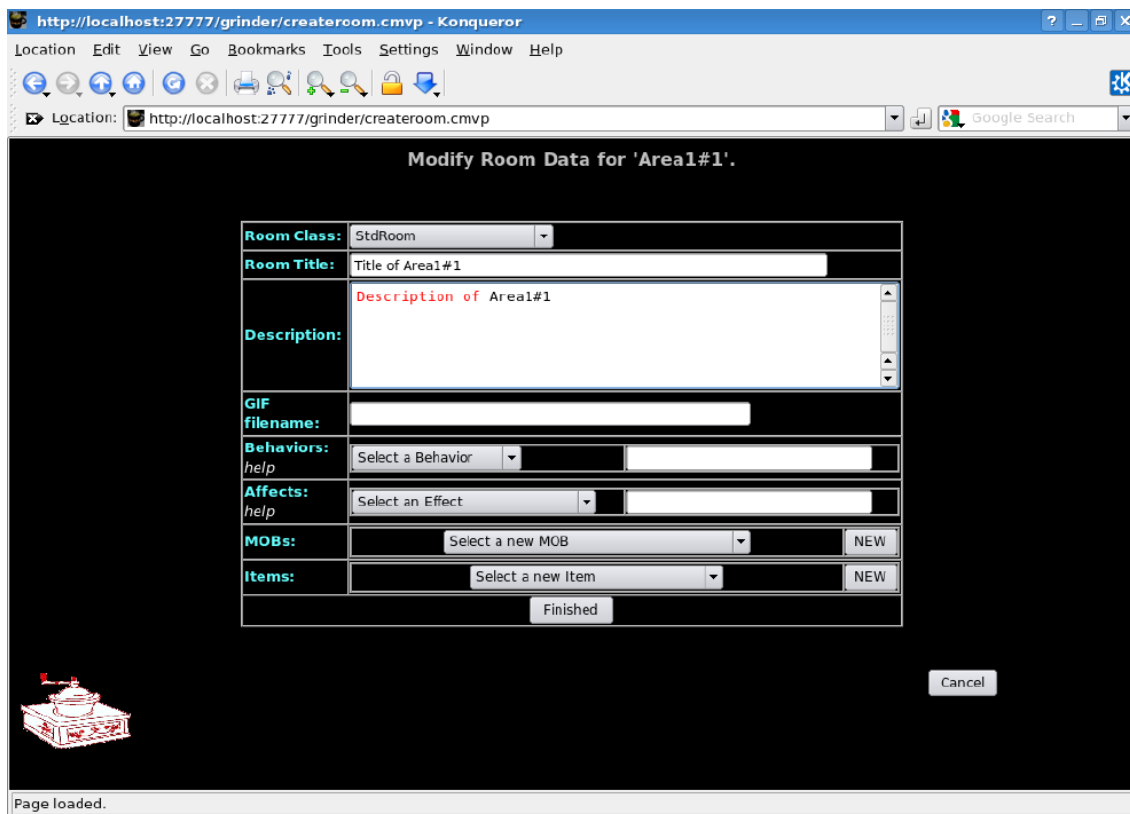 http://localhost:27777/grinder/createroom.cmvp - Konqueror
Location Edit View Go Bookmarks Tools Settings Window Help
Location: http://localhost:27777/grinder/createroom.cmvp Google Search
Modify Room Data for 'Area1#1'.
Room Class: StdRoom
Room Title: Title of Area1#1
Description of Area1#1
Description:
GIF
filename:
Behaviors:
help
Select a Behavior
Affects:
help
Select an Effect
MOBs: Select a new MOB NEW
Items: Select a new Item NEW
Finished
Cancel
Page loaded.